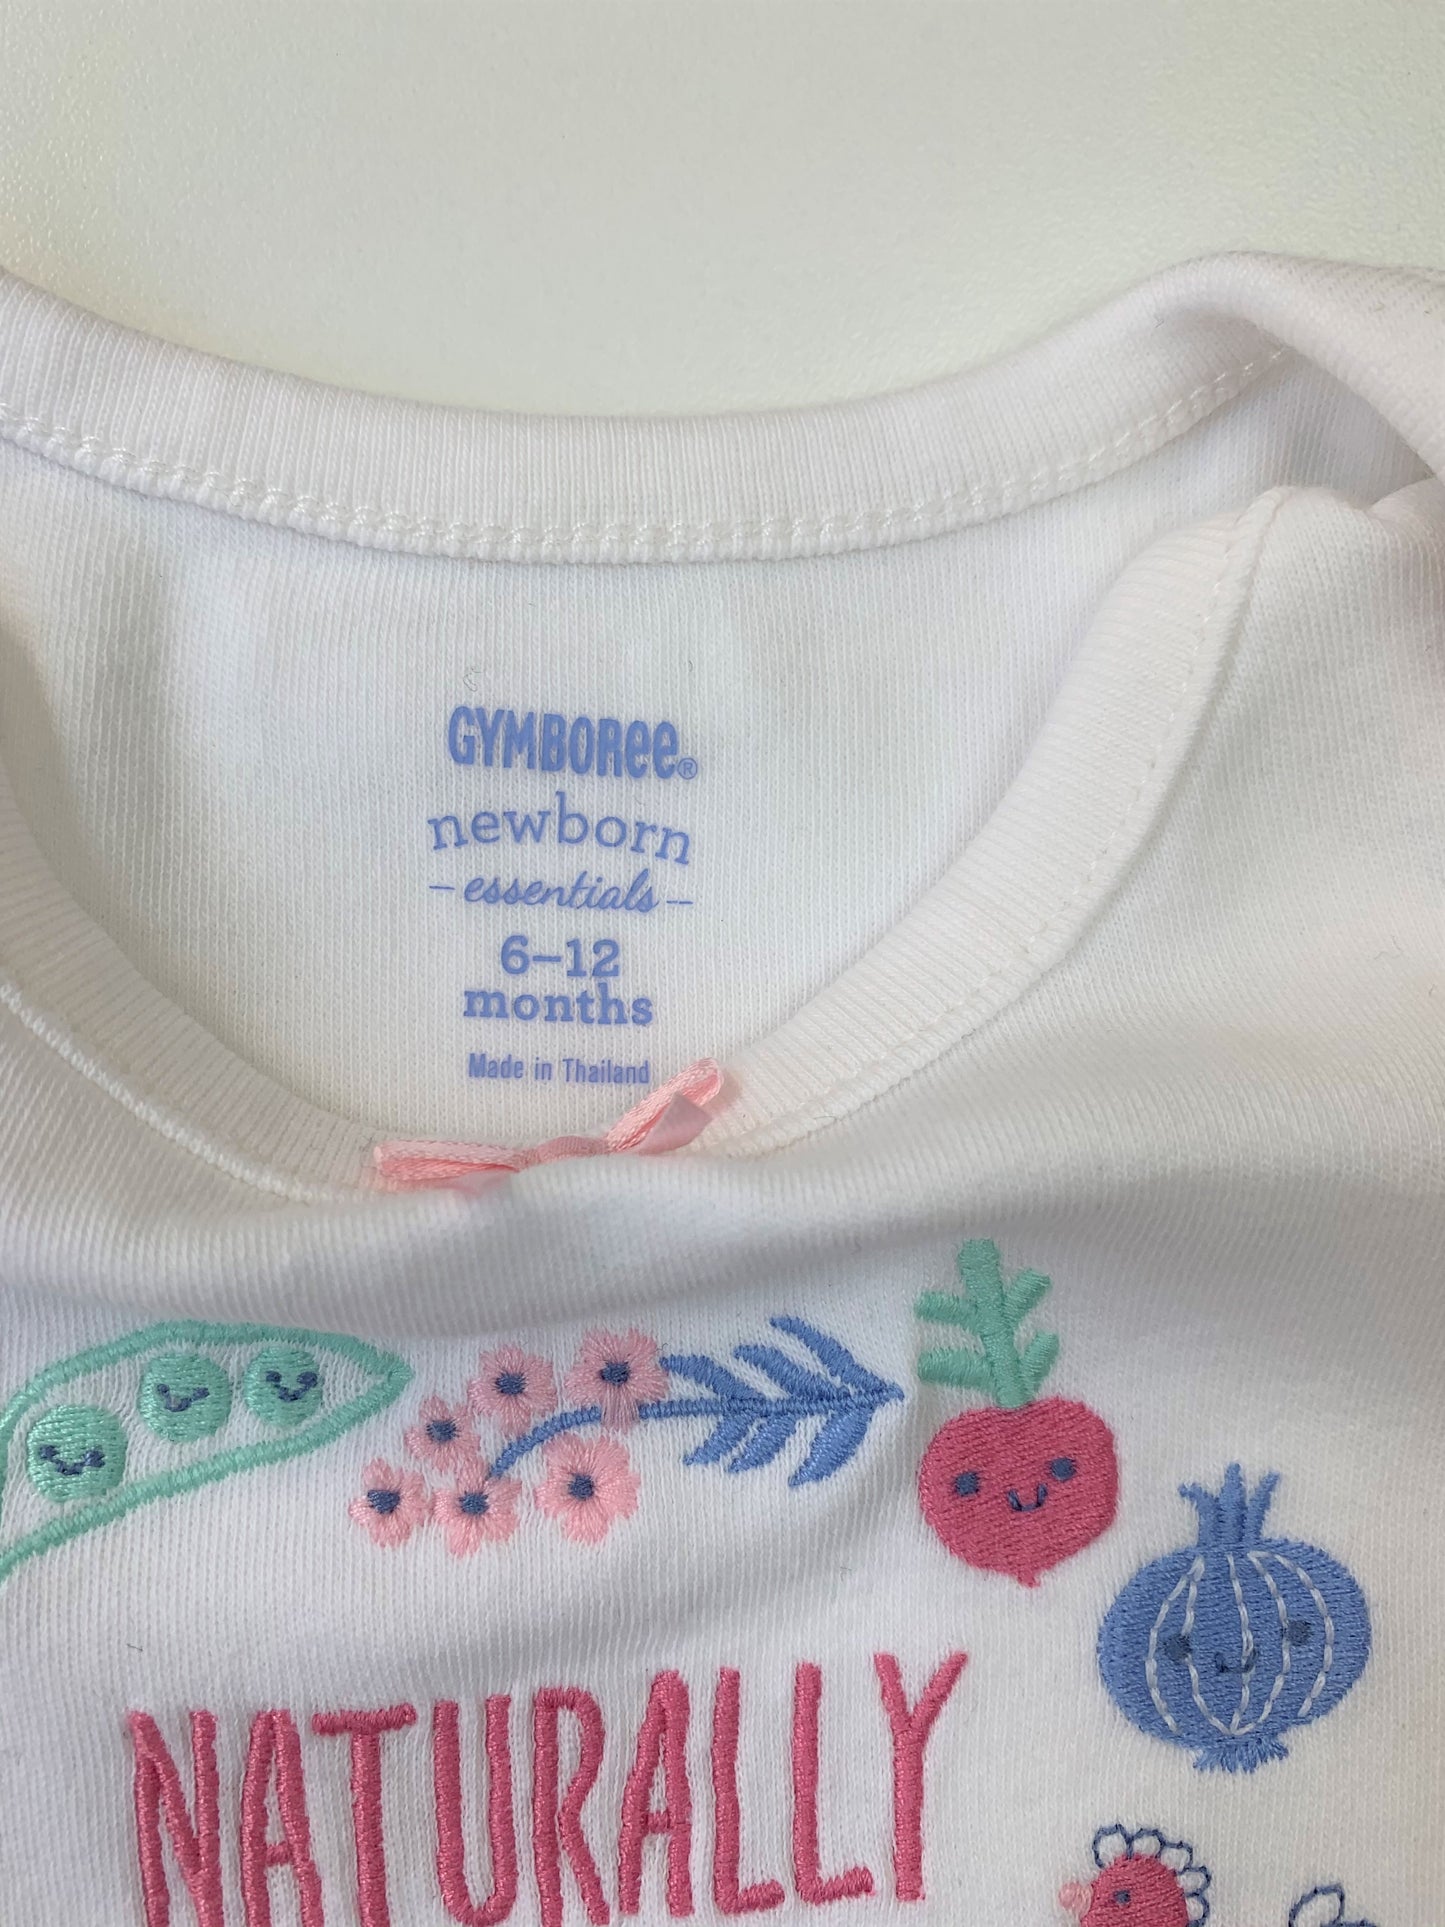 GYMBORee®
newborn
- essentials --
6–12
months
Made in Thailand
NATURALLY